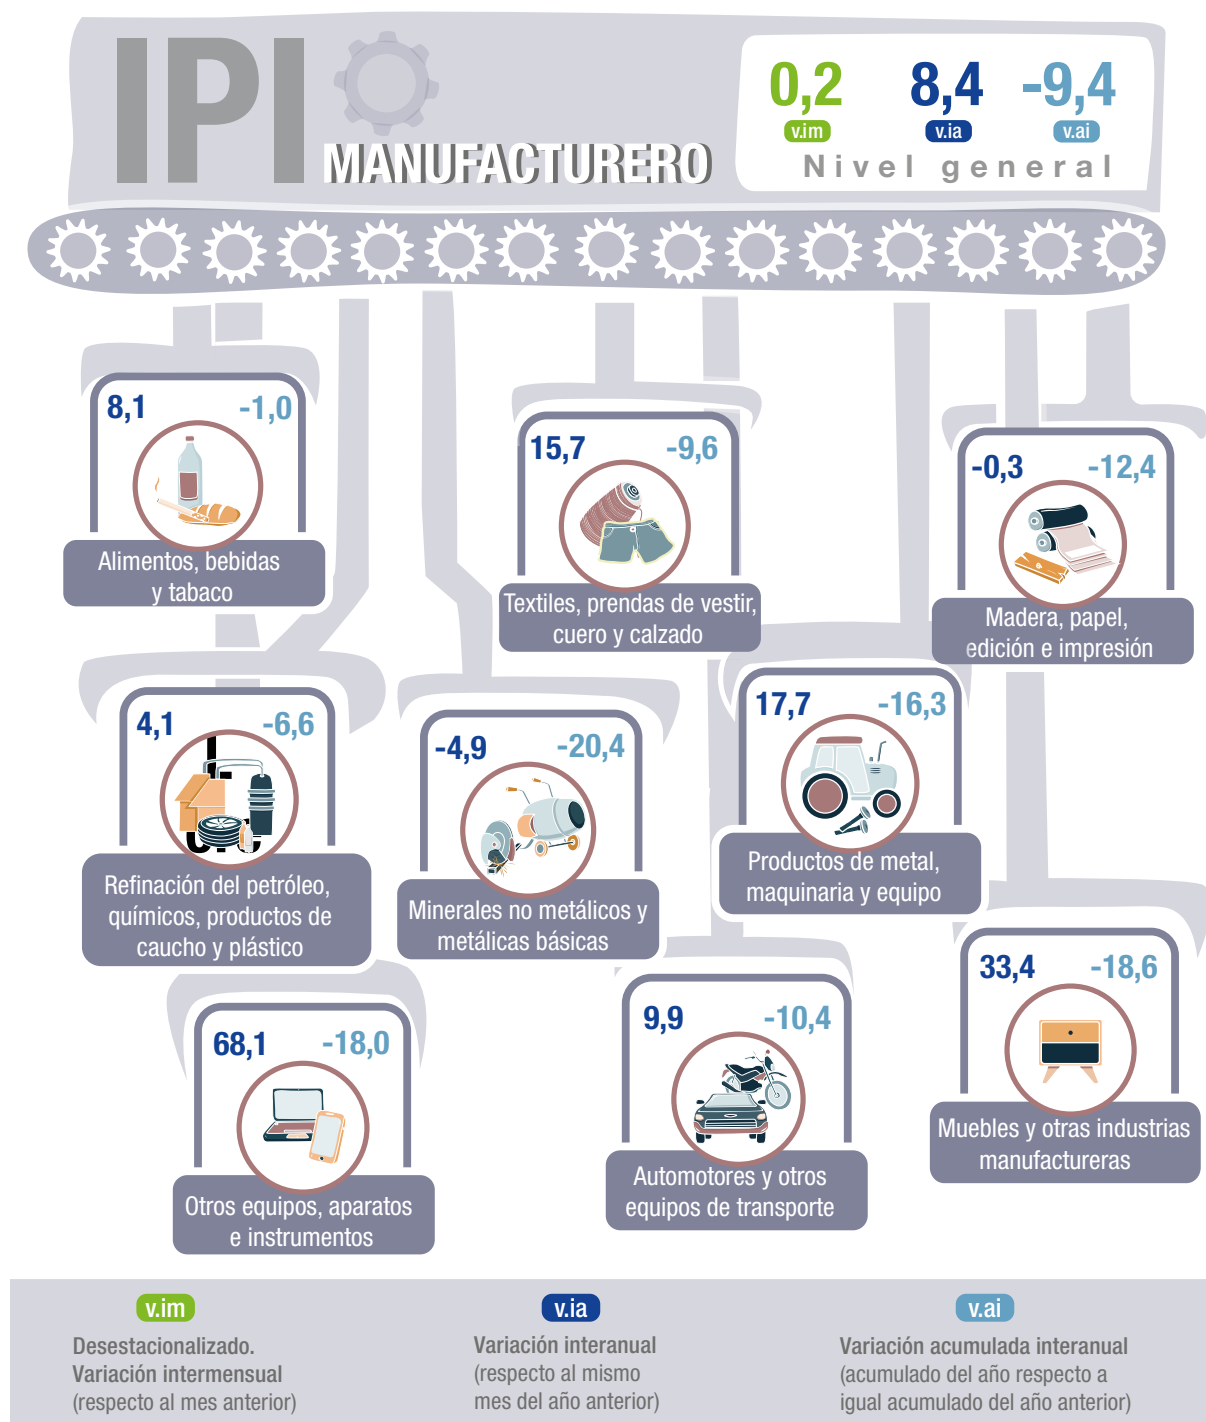 IPI
MANUFACTURERO
0,2 8,4 -9,4
v.im v.ia v.ai
Nivel general
8,1 -1,0
Alimentos, bebidas
y tabaco
15,7 -9,6
Textiles, prendas de vestir,
cuero y calzado
-0,3 -12,4
Madera, papel,
edición e impresión
4,1 -6,6
Refinación del petróleo,
químicos, productos de
caucho y plástico
-4,9 -20,4
Minerales no metálicos y
metálicas básicas
17,7 -16,3
Productos de metal,
maquinaria y equipo
68,1 -18,0
Otros equipos, aparatos
e instrumentos
9,9 -10,4
Automotores y otros
equipos de transporte
33,4 -18,6
Muebles y otras industrias
manufactureras
v.im
Desestacionalizado.
Variación intermensual
(respecto al mes anterior)
v.ia
Variación interanual
(respecto al mismo
mes del año anterior)
v.ai
Variación acumulada interanual
(acumulado del año respecto a
igual acumulado del año anterior)